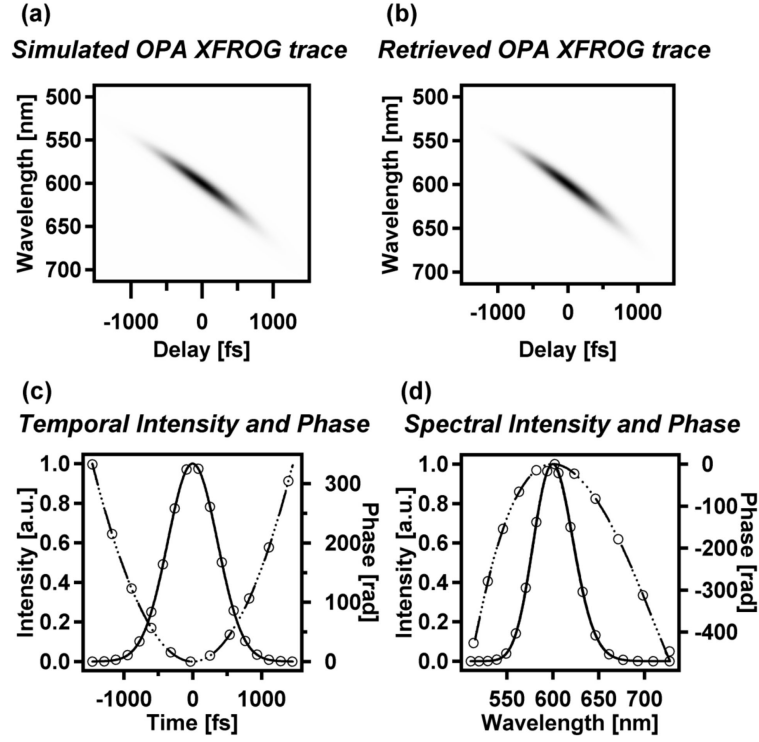 (a)
(b)
Simulated OPA XFROG trace
Retrieved OPA XFROG trace
Wavelength [nm]
500
550
600
650
700
-1000
0
1000
Delay [fs]
Wavelength [nm]
500
550
600
650
700
-1000
0
1000
Delay [fs]
(c)
(d)
Temporal Intensity and Phase
Spectral Intensity and Phase
Intensity [a.u.]
1.0
0.8
0.6
0.4
0.2
0.0
300
200
100
0
Phase [rad]
-1000
0
1000
Time [fs]
Intensity [a.u.]
1.0
0.8
0.6
0.4
0.2
0.0
0
-100
-200
-300
-400
Phase [rad]
550
600
650
700
Wavelength [nm]